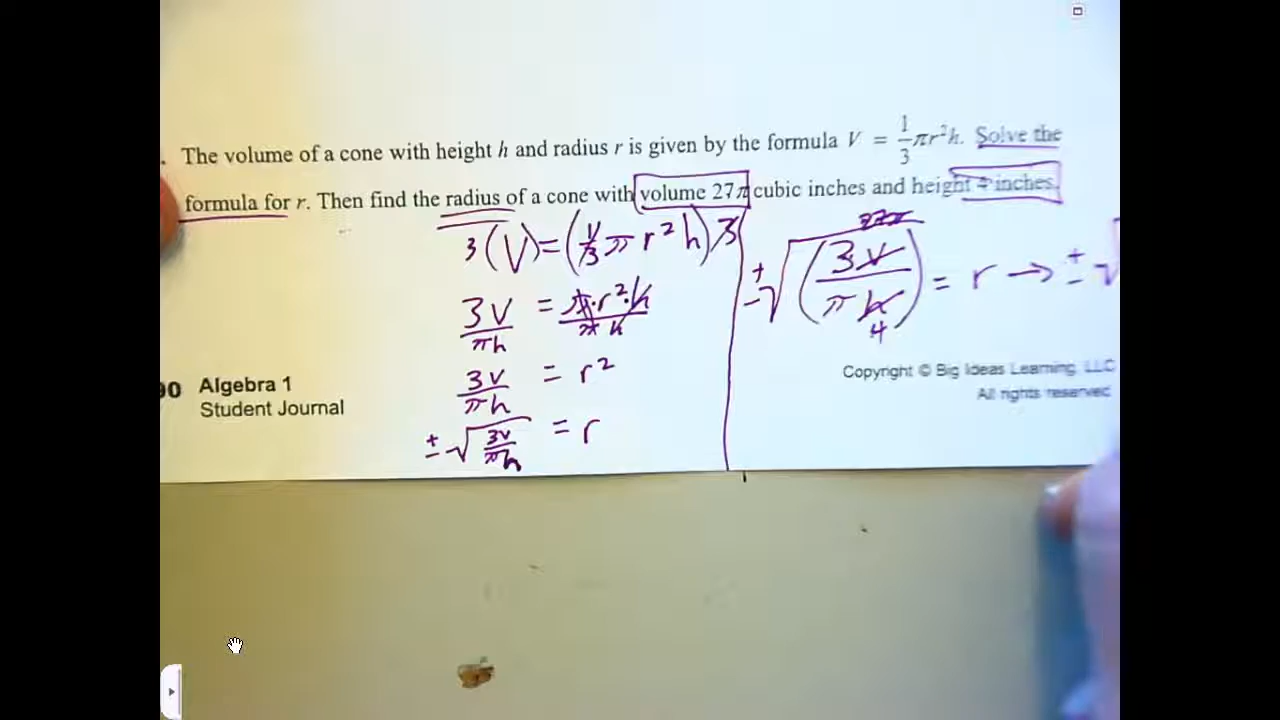 . The volume of a cone with height h and radius r is given by the formula V = 1/3 πr²h. Solve the
formula for r. Then find the radius of a cone with volume 27π cubic inches and height 4 inches.
3(V) = (1/3 π r² h) 3
3V/πh = π·r²·h/π h
3V/πh = r²
± √(3V/πh) = r
27π
± √(3V/πh) = r → ± √
4
90 Algebra 1
Student Journal
Copyright © Big Ideas Learning, LLC
All rights reserved